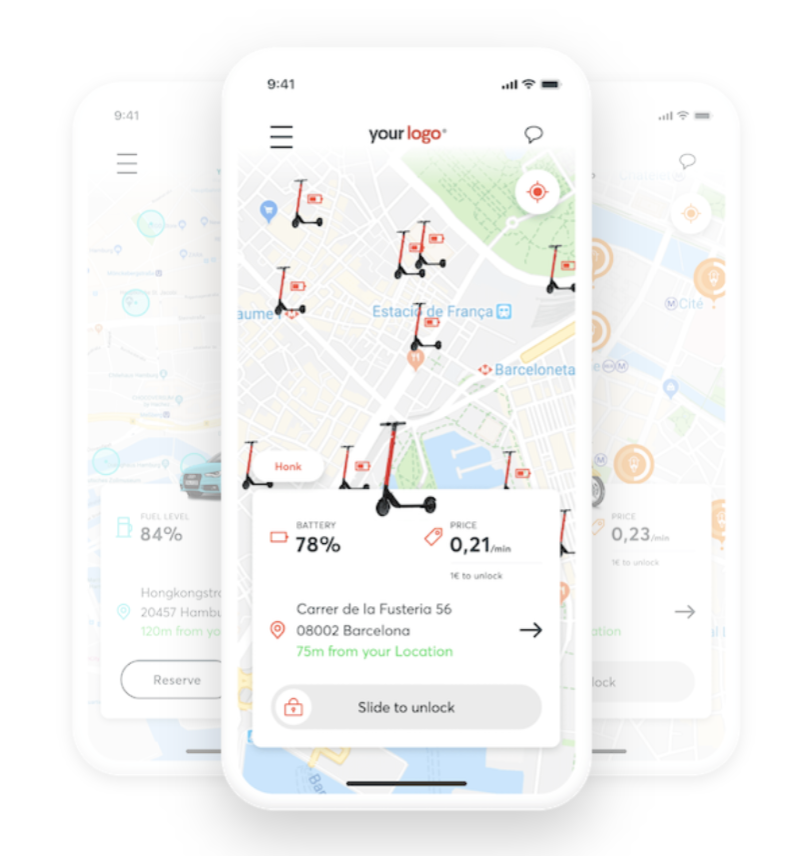 9:41
your logo
Estació de França
aume
Barceloneta
Honk
BATTERY
78%
PRICE
0,21/min
1€ to unlock
Carrer de la Fusteria 56
08002 Barcelona
75m from your Location
Slide to unlock
Bar
9:41
FUEL LEVEL
84%
Hongkongstr
20457 Hambu
120m from yo
Reserve
M Cité
M
PRICE
0,23/min
1€ to unlock
ation
lock